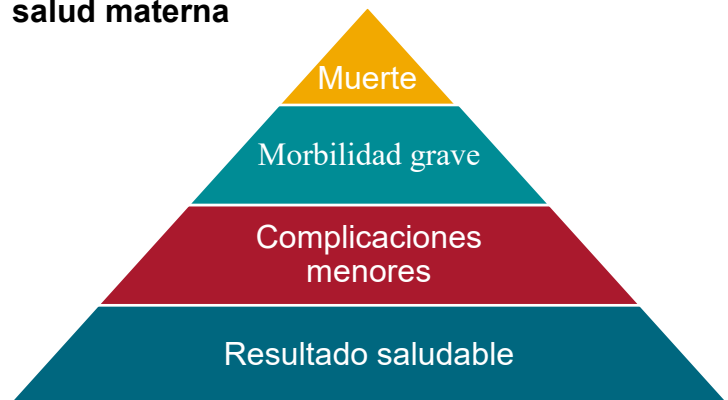 salud materna
Muerte
Morbilidad grave
Complicaciones
menores
Resultado saludable